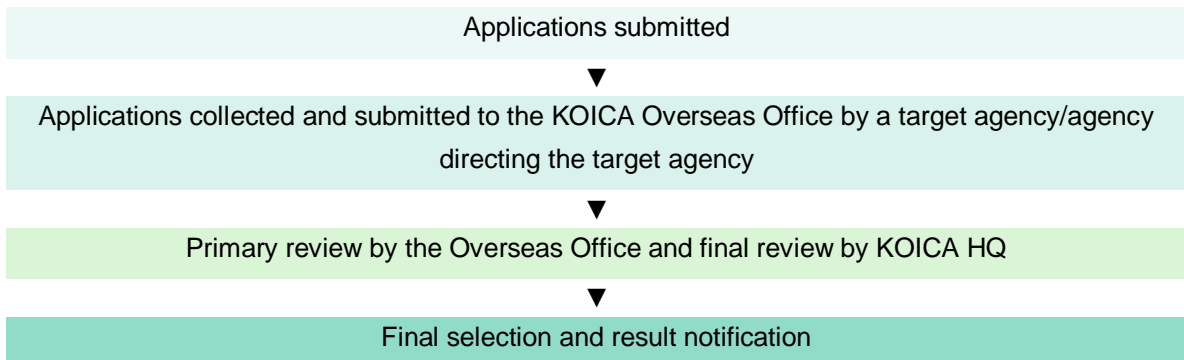 Applications submitted
▼
Applications collected and submitted to the KOICA Overseas Office by a target agency/agency
directing the target agency
▼
Primary review by the Overseas Office and final review by KOICA HQ
▼
Final selection and result notification